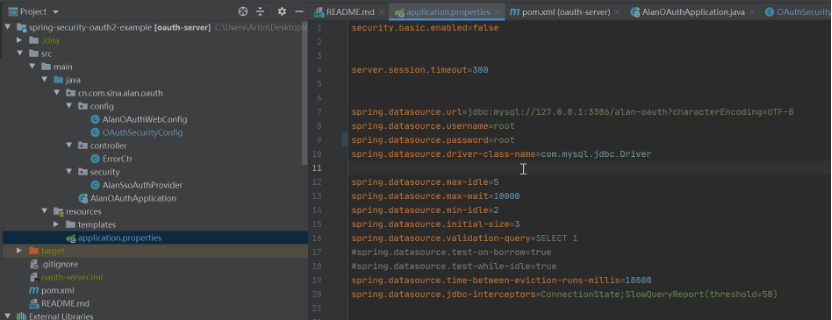 Project
spring-security-oauth2-example [oauth-server] C:\Users\Artio\Desktop\
.idea
src
main
java
cn.com.sina.alan.oauth
config
AlanOAuthWebConfig
OAuthSecurityConfig
controller
ErrorCtr
security
AlanSsoAuthProvider
AlanOAuthApplication
resources
templates
application.properties
target
.gitignore
oauth-server.iml
pom.xml
README.md
External Libraries
README.md application.properties pom.xml (oauth-server) AlanOAuthApplication.java OAuthSecurity
1 security.basic.enabled=false
4 server.session.timeout=300
7 spring.datasource.url=jdbc:mysql://127.0.0.1:3306/alan-oauth?characterEncoding=UTF-8
8 spring.datasource.username=root
9 spring.datasource.password=root
10 spring.datasource.driver-class-name=com.mysql.jdbc.Driver
11
12 spring.datasource.max-idle=5
13 spring.datasource.max-wait=10000
14 spring.datasource.min-idle=2
15 spring.datasource.initial-size=3
16 spring.datasource.validation-query=SELECT 1
17 #spring.datasource.test-on-borrow=true
18 #spring.datasource.test-while-idle=true
19 spring.datasource.time-between-eviction-runs-millis=18800
20 spring.datasource.jdbc-interceptors=ConnectionState;SlowQueryReport(threshold=50)
21